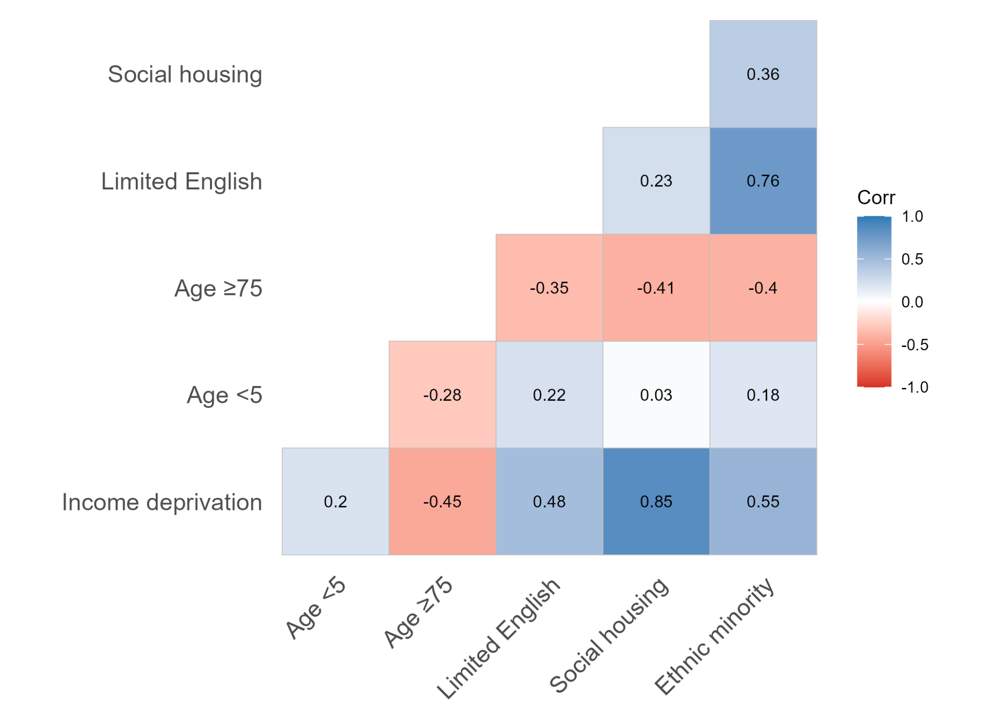 Social housing
0.36
Limited English
0.23 0.76
Age ≥75
-0.35 -0.41 -0.4
Age <5
-0.28 0.22 0.03 0.18
Income deprivation
0.2 -0.45 0.48 0.85 0.55
Age <5
Age ≥75
Limited English
Social housing
Ethnic minority
Corr
1.0
0.5
0.0
-0.5
-1.0